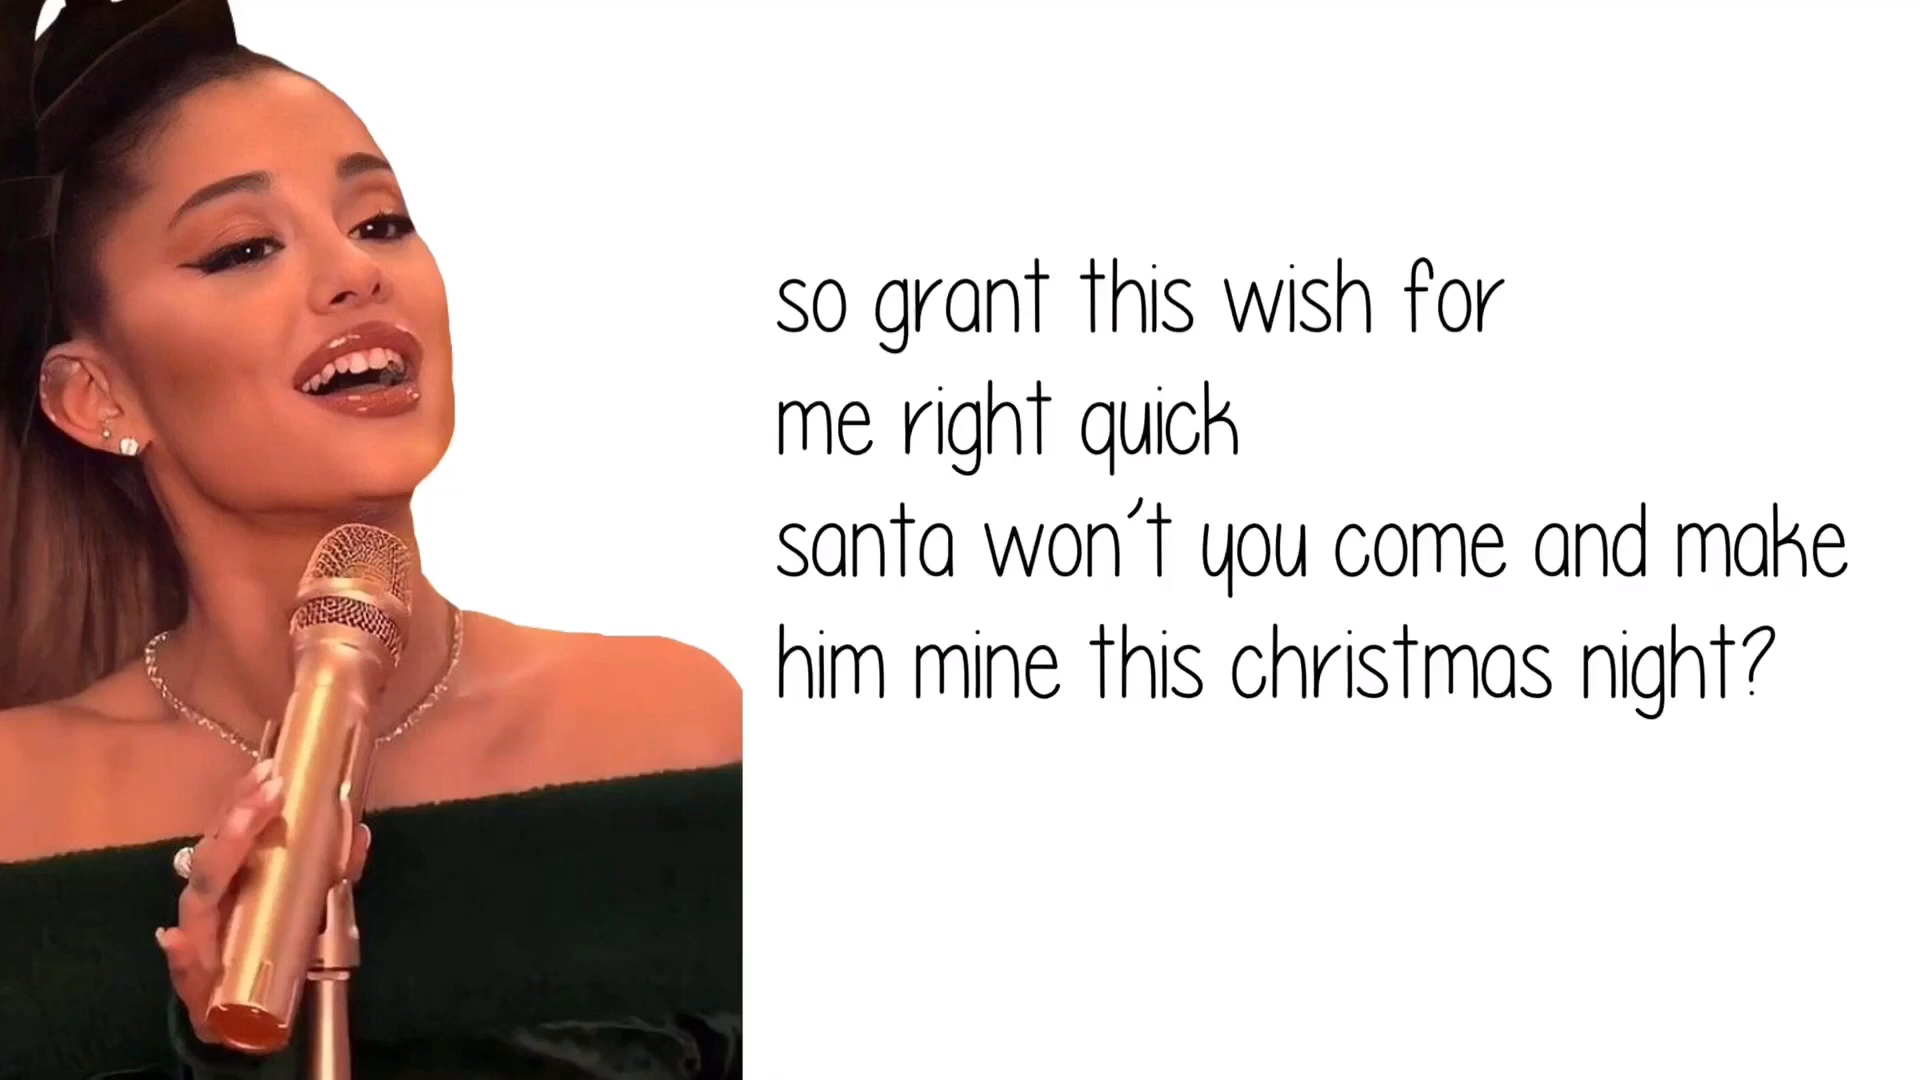 so grant this wish for
me right quick
santa won't you come and make
him mine this christmas night?